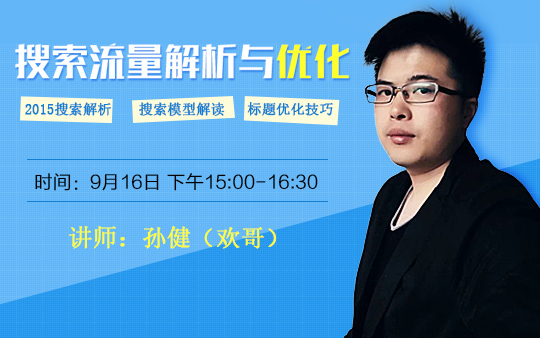 搜索流量解析与优化
2015搜索解析 搜索模型解读 标题优化技巧
时间：9月16日 下午15:00-16:30
讲师：孙健（欢哥）